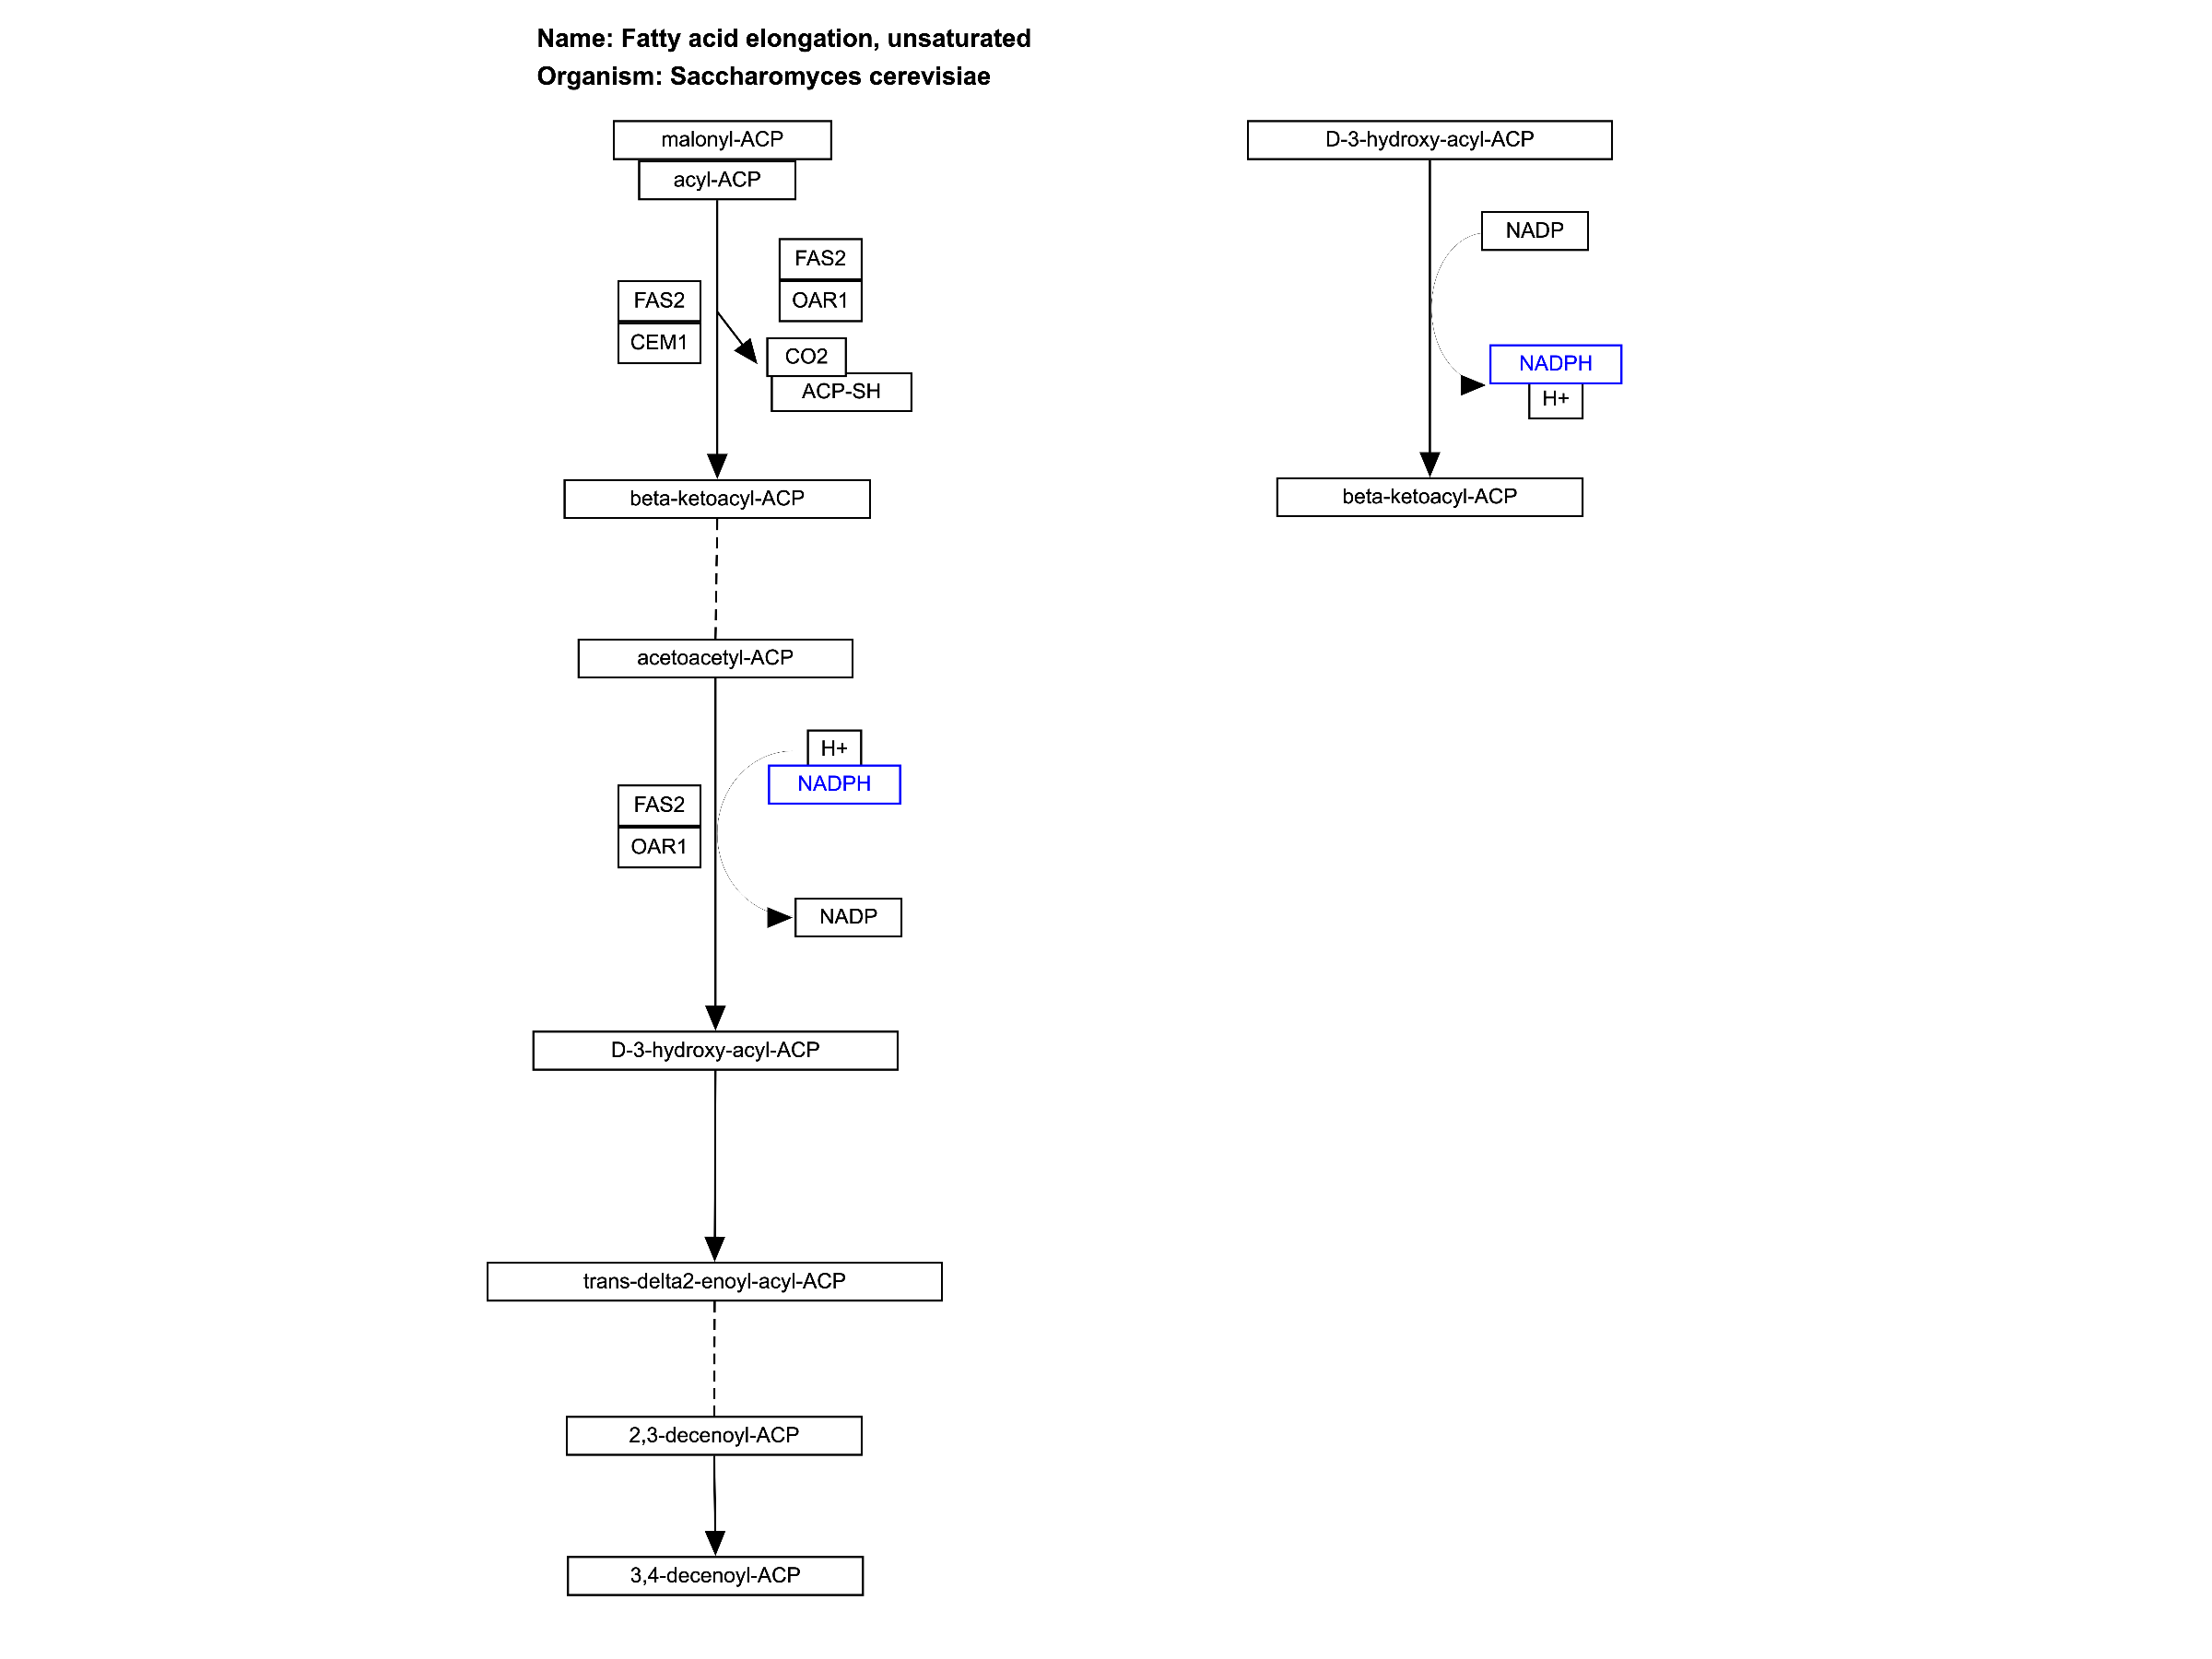 Name: Fatty acid elongation, unsaturated
Organism: Saccharomyces cerevisiae
malonyl-ACP
acyl-ACP
FAS2
OAR1
FAS2
CEM1
CO2
ACP-SH
beta-ketoacyl-ACP
acetoacetyl-ACP
H+
NADPH
FAS2
OAR1
NADP
D-3-hydroxy-acyl-ACP
trans-delta2-enoyl-acyl-ACP
2,3-decenoyl-ACP
3,4-decenoyl-ACP
D-3-hydroxy-acyl-ACP
NADP
NADPH
H+
beta-ketoacyl-ACP